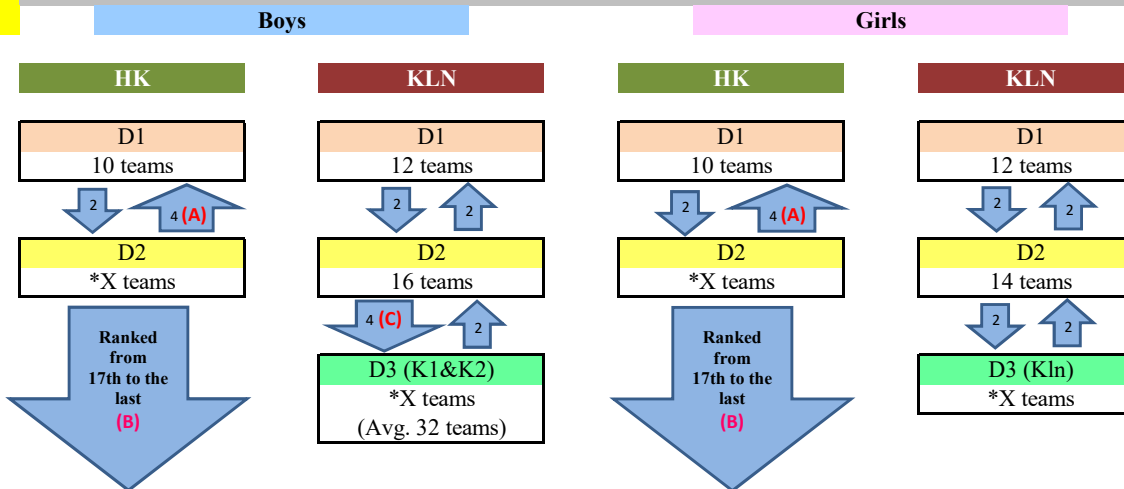 Boys
Girls
HK
KLN
HK
KLN
D1
10 teams
D1
12 teams
D1
10 teams
D1
12 teams
2
4 (A)
2
2
2
4 (A)
2
2
D2
*X teams
D2
16 teams
D2
*X teams
D2
14 teams
Ranked
from
17th to the
last
(B)
4 (C)
2
Ranked
from
17th to the
last
(B)
2
2
D3 (K1&K2)
*X teams
(Avg. 32 teams)
D3 (Kln)
*X teams